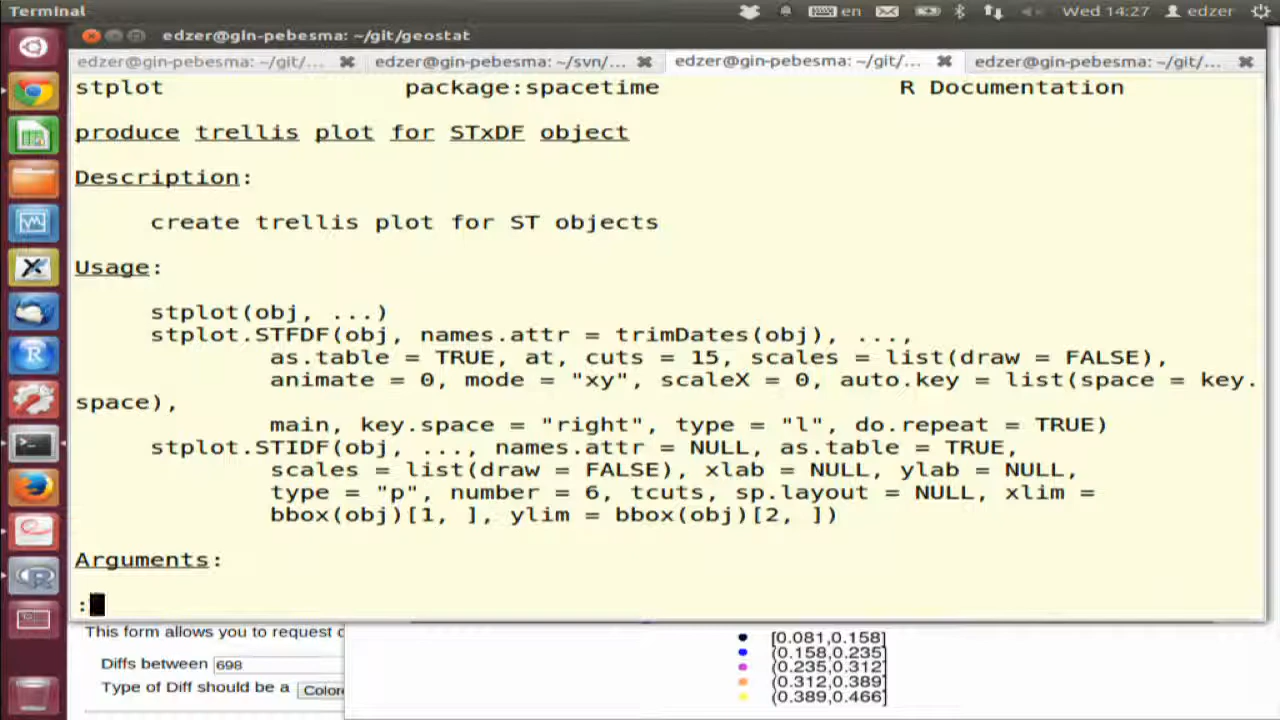 Terminal
en
Wed 14:27
edzer
edzer@gin-pebesma: ~/git/geostat
edzer@gin-pebesma: ~/git/...
edzer@gin-pebesma: ~/svn/...
edzer@gin-pebesma: ~/git/...
edzer@gin-pebesma: ~/git/...
stplot package:spacetime R Documentation
produce trellis plot for STxDF object
Description:
create trellis plot for ST objects
Usage:
stplot(obj, ...)
stplot.STFDF(obj, names.attr = trimDates(obj), ...,
as.table = TRUE, at, cuts = 15, scales = list(draw = FALSE),
animate = 0, mode = "xy", scaleX = 0, auto.key = list(space = key.
space),
main, key.space = "right", type = "l", do.repeat = TRUE)
stplot.STIDF(obj, ..., names.attr = NULL, as.table = TRUE,
scales = list(draw = FALSE), xlab = NULL, ylab = NULL,
type = "p", number = 6, tcuts, sp.layout = NULL, xlim =
bbox(obj)[1, ], ylim = bbox(obj)[2, ])
Arguments:
:
This form allows you to request
Diffs between 698
Type of Diff should be a Colore
[0.081,0.158]
(0.158,0.235]
(0.235,0.312]
(0.312,0.389]
(0.389,0.466]